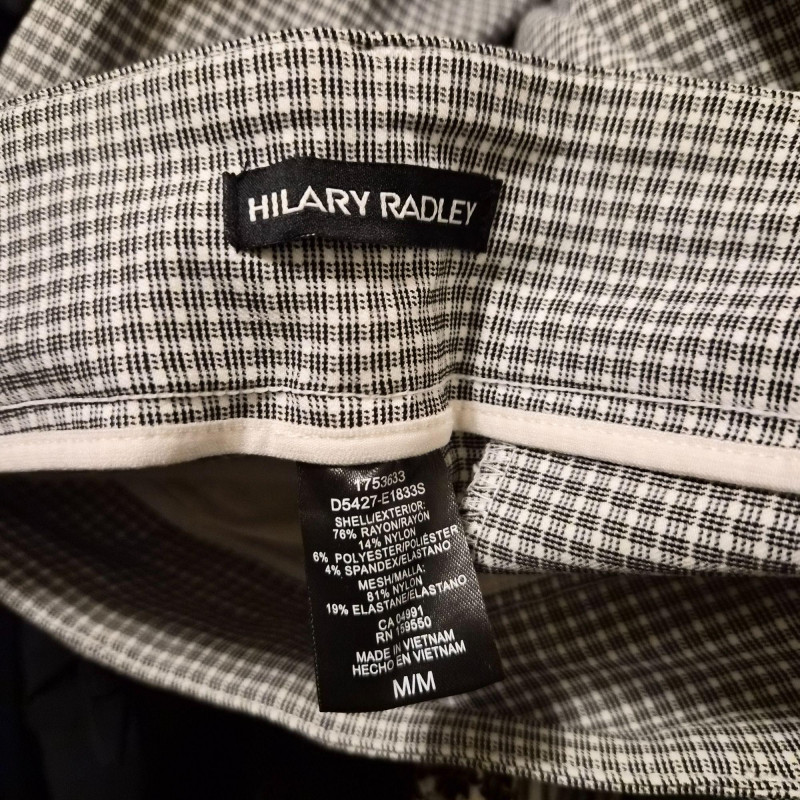 HILARY RADLEY
1753633
D5427-E1833S
SHELL/EXTERIOR:
76% RAYON/RAYÓN
14% NYLON
6% POLYESTER/POLIÉSTER
4% SPANDEX/ELASTANO
MESH/MALLA:
81% NYLON
19% ELASTANE/ELASTANO
CA 04991
RN 159550
MADE IN VIETNAM
HECHO EN VIETNAM
M/M